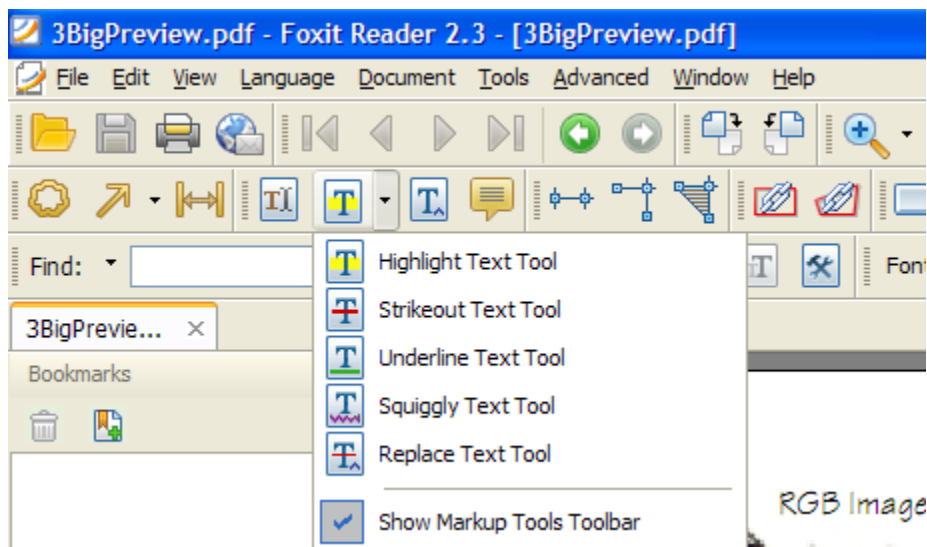 3BigPreview.pdf - Foxit Reader 2.3 - [3BigPreview.pdf]
File Edit View Language Document Tools Advanced Window Help
Find:
Font
Highlight Text Tool
Strikeout Text Tool
3BigPrevie...
Underline Text Tool
Bookmarks
Squiggly Text Tool
Replace Text Tool
RGB Image
Show Markup Tools Toolbar